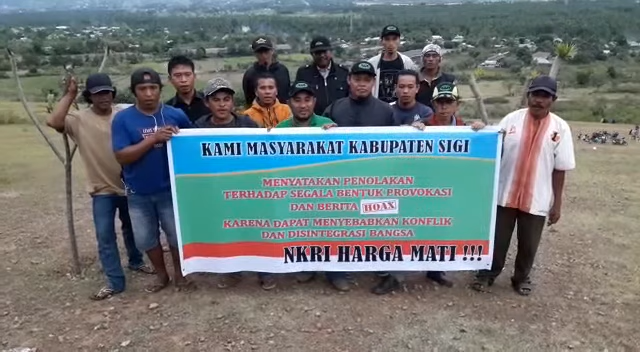 KAMI MASYARAKAT KABUPATEN SIGI
MENYATAKAN PENOLAKAN
TERHADAP SEGALA BENTUK PROVOKASI
DAN BERITA HOAX
KARENA DAPAT MENYEBABKAN KONFLIK
DAN DISINTEGRASI BANGSA
NKRI HARGA MATI !!!